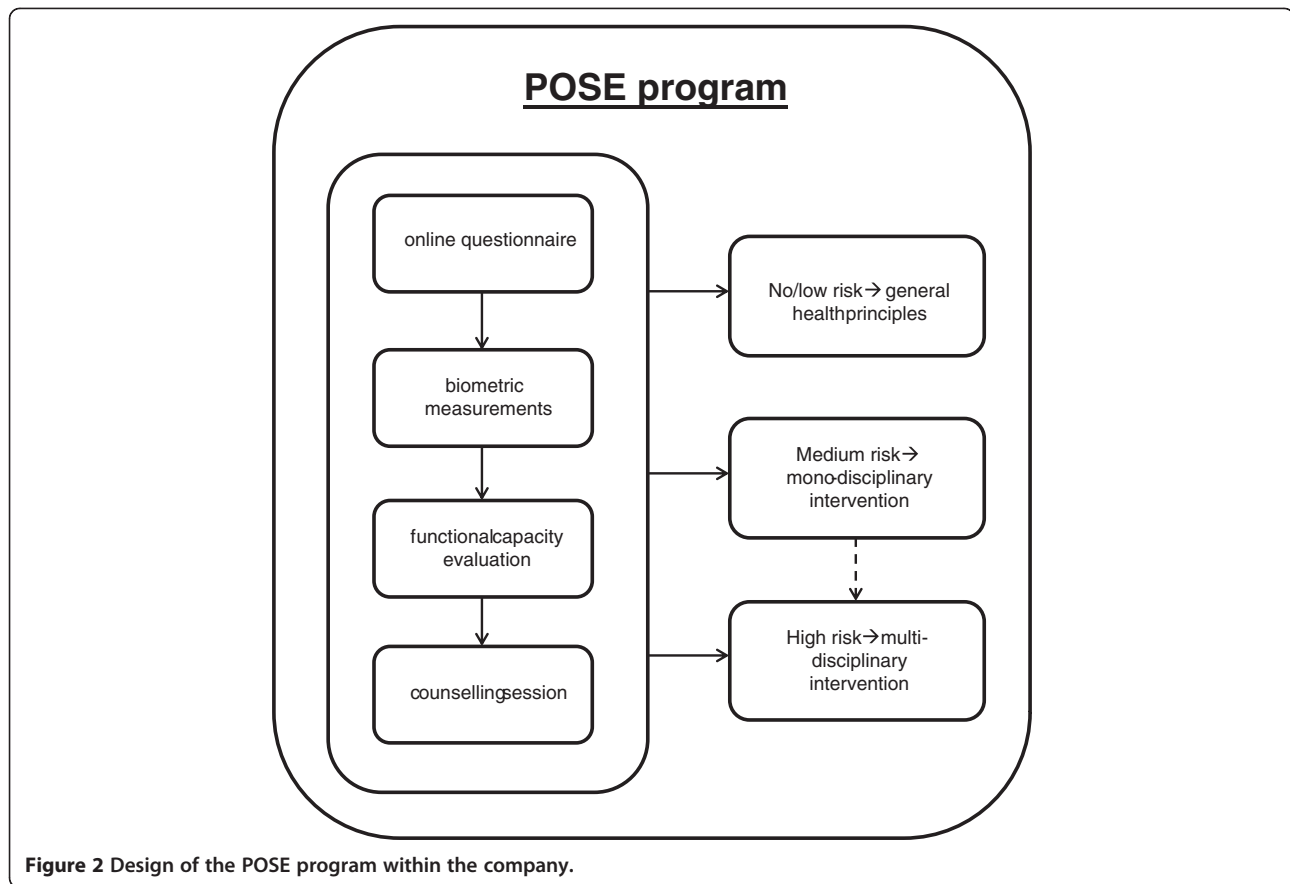 POSE program
online questionnaire
biometric
measurements
functionalcapacity
evaluation
counsellingsession
No/low risk→ general
healthprinciples
Medium risk→
mono-disciplinary
intervention
High risk→multi-
disciplinary
intervention
Figure 2 Design of the POSE program within the company.